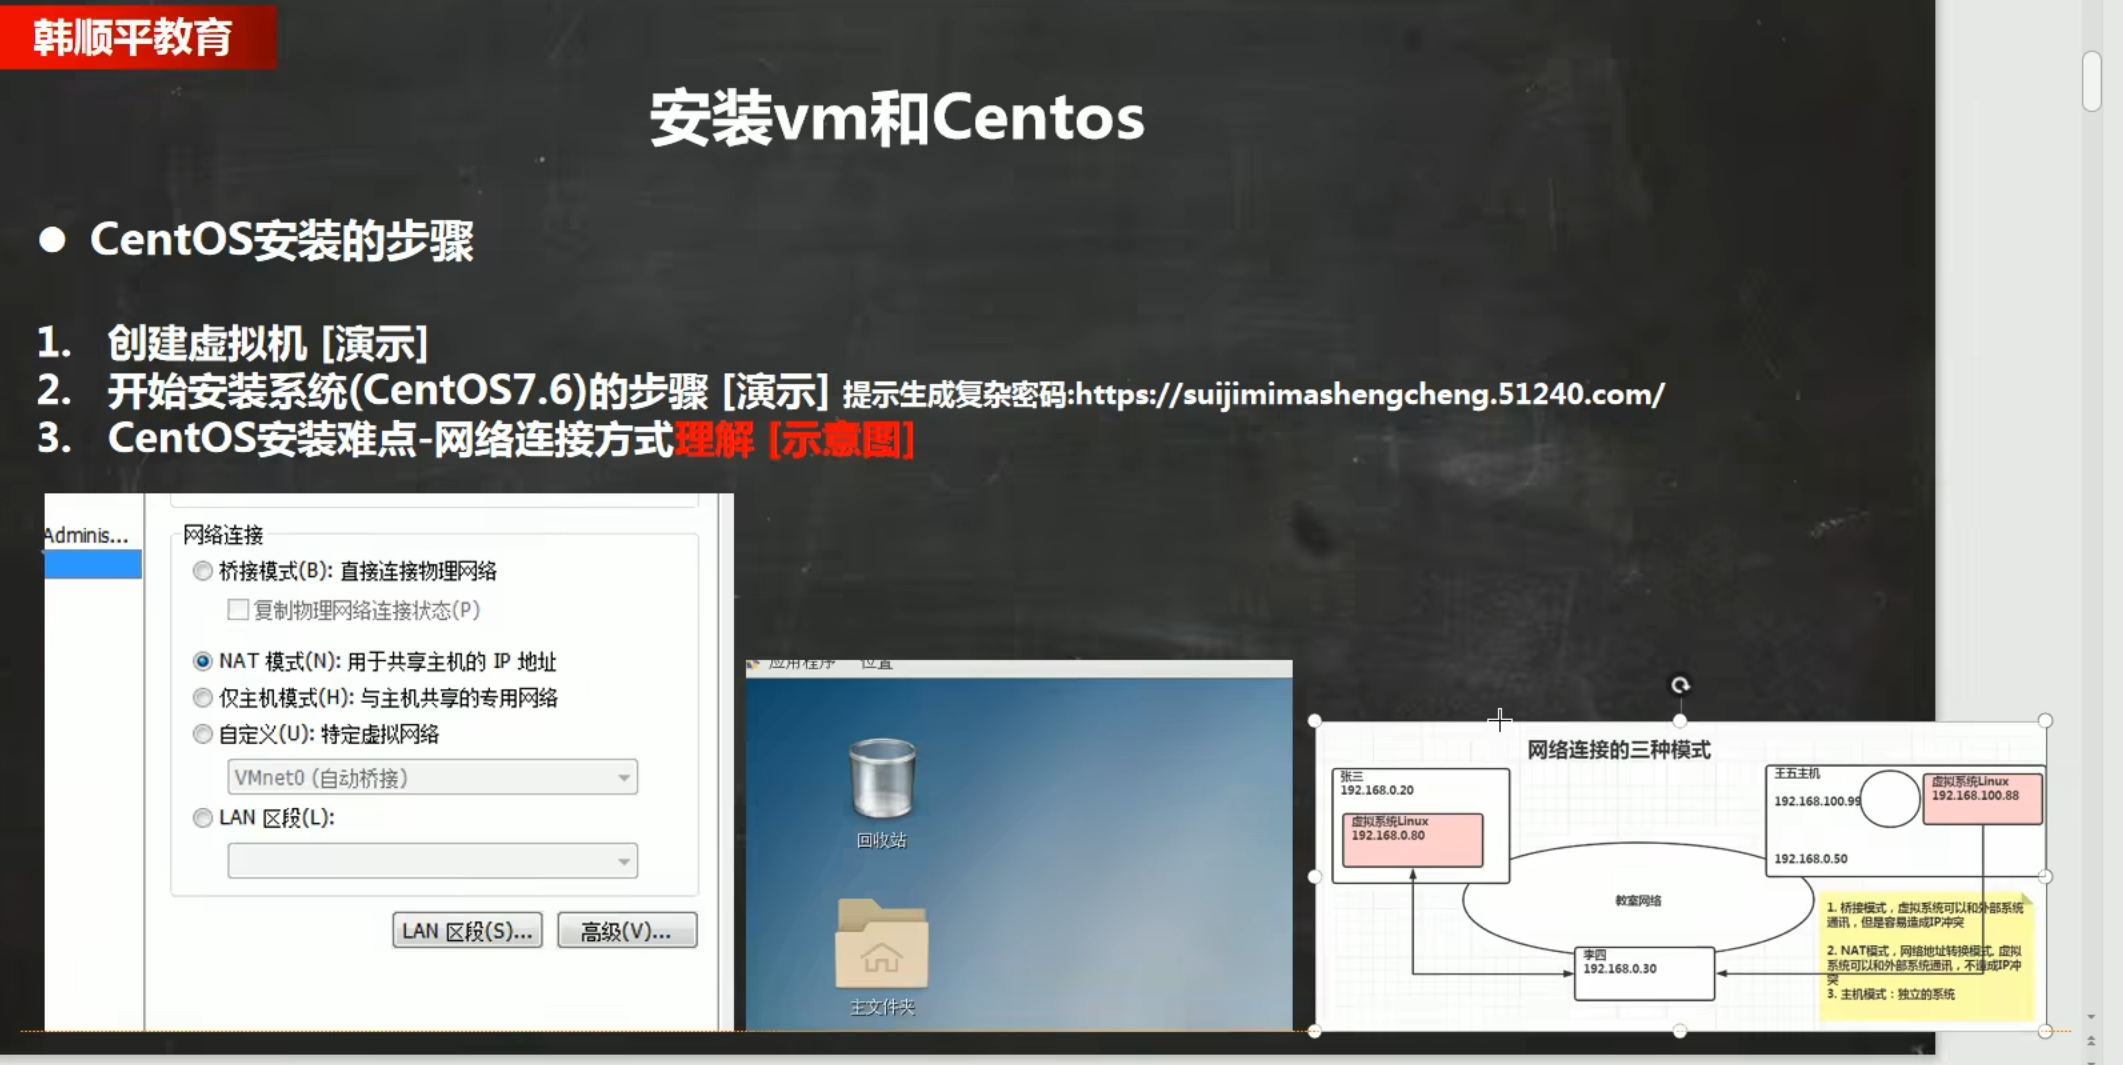 韩顺平教育
安装vm和Centos
● CentOS安装的步骤
1. 创建虚拟机 [演示]
2. 开始安装系统(CentOS7.6)的步骤 [演示] 提示生成复杂密码:https://suijimimashengcheng.51240.com/
3. CentOS安装难点-网络连接方式理解 [示意图]
Adminis...
网络连接
桥接模式(B): 直接连接物理网络
复制物理网络连接状态(P)
NAT 模式(N): 用于共享主机的 IP 地址
仅主机模式(H): 与主机共享的专用网络
自定义(U): 特定虚拟网络
VMnet0 (自动桥接)
LAN 区段(L):
LAN 区段(S)...
高级(V)...
应用程序 位置
回收站
主文件夹
网络连接的三种模式
张三
192.168.0.20
虚拟系统Linux
192.168.0.80
王五主机
192.168.100.99
虚拟系统Linux
192.168.100.88
192.168.0.50
教室网络
李四
192.168.0.30
1. 桥接模式，虚拟系统可以和外部系统
通讯，但是容易造成IP冲突
2. NAT模式，网络地址转换模式, 虚拟
系统可以和外部系统通讯，不造成IP冲
突
3. 主机模式：独立的系统